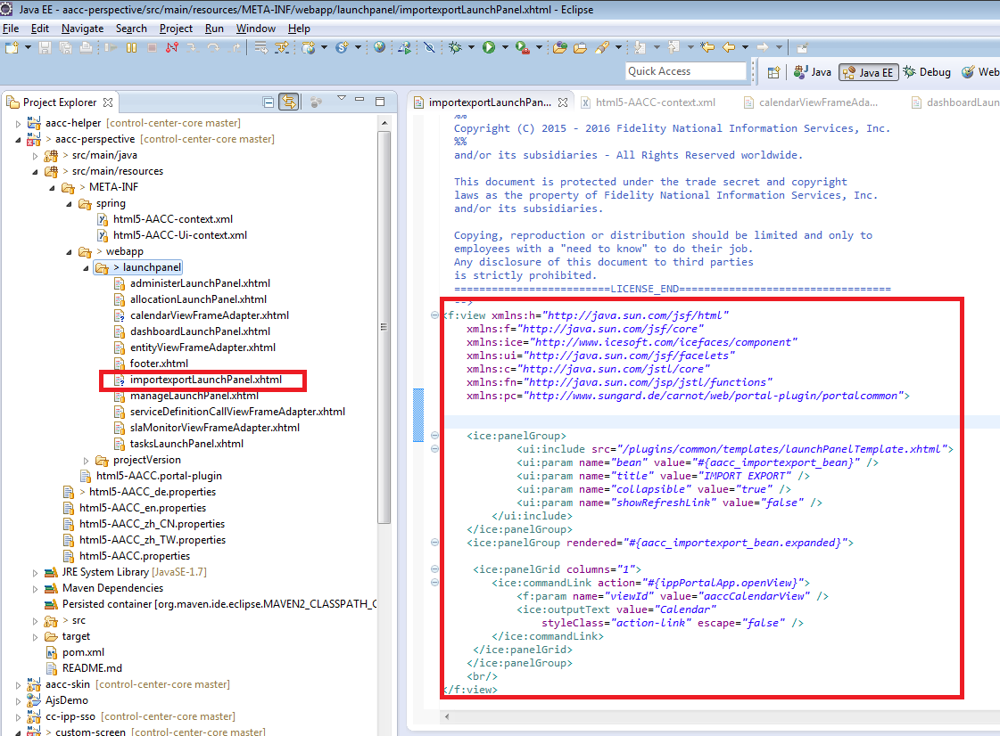 Java EE - aacc-perspective/src/main/resources/META-INF/webapp/launchpanel/importexportLaunchPanel.xhtml - Eclipse
File Edit Navigate Search Project Run Window Help
Quick Access
Java
Java EE
Debug
Web
Project Explorer
aacc-helper [control-center-core master]
> aacc-perspective [control-center-core master]
> src/main/java
> src/main/resources
> META-INF
spring
html5-AACC-context.xml
html5-AACC-Ui-context.xml
> webapp
> launchpanel
administerLaunchPanel.xhtml
allocationLaunchPanel.xhtml
calendarViewFrameAdapter.xhtml
dashboardLaunchPanel.xhtml
entityViewFrameAdapter.xhtml
footer.xhtml
importexportLaunchPanel.xhtml
manageLaunchPanel.xhtml
serviceDefinitionCallViewFrameAdapter.xhtml
slaMonitorViewFrameAdapter.xhtml
tasksLaunchPanel.xhtml
projectVersion
html5-AACC.portal-plugin
> html5-AACC_de.properties
html5-AACC_en.properties
html5-AACC_zh_CN.properties
html5-AACC_zh_TW.properties
html5-AACC.properties
JRE System Library [JavaSE-1.7]
Maven Dependencies
Persisted container [org.maven.ide.eclipse.MAVEN2_CLASSPATH_C
> src
target
pom.xml
README.md
aacc-skin [control-center-core master]
AjsDemo
cc-ipp-sso [control-center-core master]
> custom-screen [control-center-core master]
importexportLaunchPan...
html5-AACC-context.xml
calendarViewFrameAda...
dashboardLaun
%%
Copyright (C) 2015 - 2016 Fidelity National Information Services, Inc.
%%
and/or its subsidiaries - All Rights Reserved worldwide.
This document is protected under the trade secret and copyright
laws as the property of Fidelity National Information Services, Inc.
and/or its subsidiaries.
Copying, reproduction or distribution should be limited and only to
employees with a "need to know" to do their job.
Any disclosure of this document to third parties
is strictly prohibited.
=========================LICENSE_END==================================
-->
<f:view xmlns:h="http://java.sun.com/jsf/html"
xmlns:f="http://java.sun.com/jsf/core"
xmlns:ice="http://www.icesoft.com/icefaces/component"
xmlns:ui="http://java.sun.com/jsf/facelets"
xmlns:c="http://java.sun.com/jstl/core"
xmlns:fn="http://java.sun.com/jsp/jstl/functions"
xmlns:pc="http://www.sungard.de/carnot/web/portal-plugin/portalcommon">
<ice:panelGroup>
<ui:include src="/plugins/common/templates/launchPanelTemplate.xhtml">
<ui:param name="bean" value="#{aacc_importexport_bean}" />
<ui:param name="title" value="IMPORT EXPORT" />
<ui:param name="collapsible" value="true" />
<ui:param name="showRefreshLink" value="false" />
</ui:include>
</ice:panelGroup>
<ice:panelGroup rendered="#{aacc_importexport_bean.expanded}">
<ice:panelGrid columns="1">
<ice:commandLink action="#{ippPortalApp.openView}">
<f:param name="viewId" value="aaccCalendarView" />
<ice:outputText value="Calendar"
styleClass="action-link" escape="false" />
</ice:commandLink>
</ice:panelGrid>
</ice:panelGroup>
<br/>
</f:view>